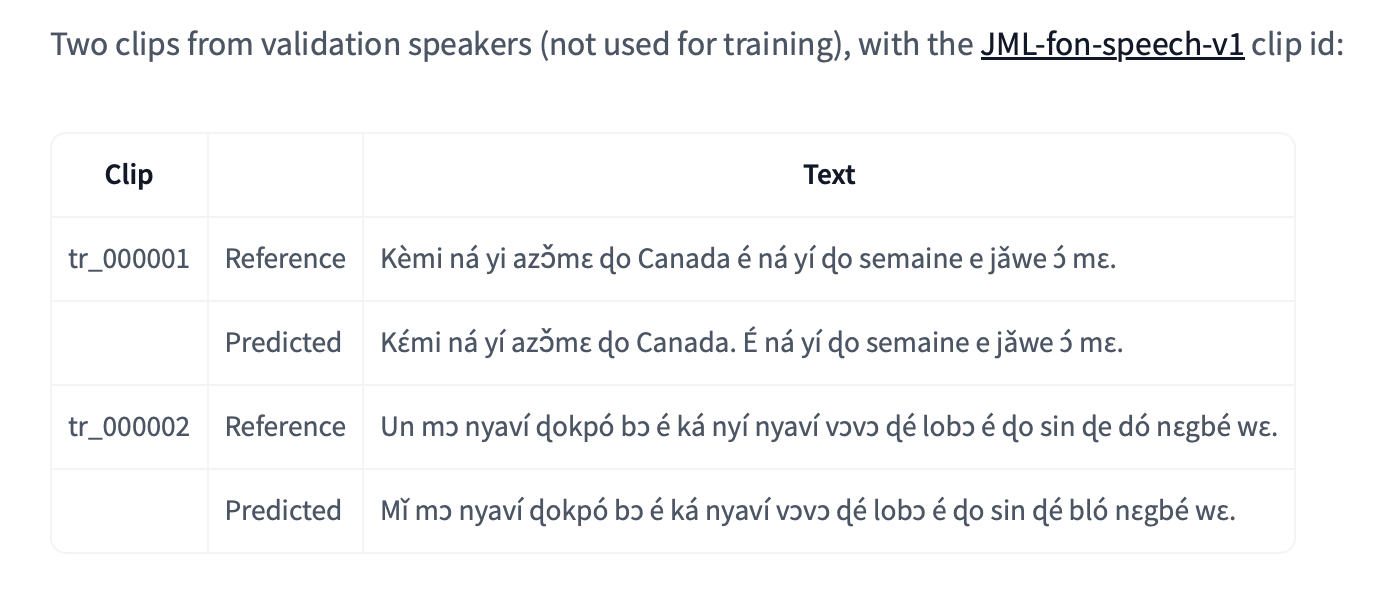 Two clips from validation speakers (not used for training), with the JML-fon-speech-v1 clip id:
Clip Text
tr_000001 Reference Kèmi ná yi azɔ̌mɛ ɖo Canada é ná yí ɖo semaine e jǎwe ɔ́ mɛ.
Predicted Kɛ́mi ná yí azɔ̌mɛ ɖo Canada. É ná yí ɖo semaine e jǎwe ɔ́ mɛ.
tr_000002 Reference Un mɔ nyaví ɖokpó bɔ é ká nyí nyaví vɔvɔ ɖé lobɔ é ɖo sin ɖe dó nɛgbé wɛ.
Predicted Mǐ mɔ nyaví ɖokpó bɔ é ká nyaví vɔvɔ ɖé lobɔ é ɖo sin ɖé bló nɛgbé wɛ.